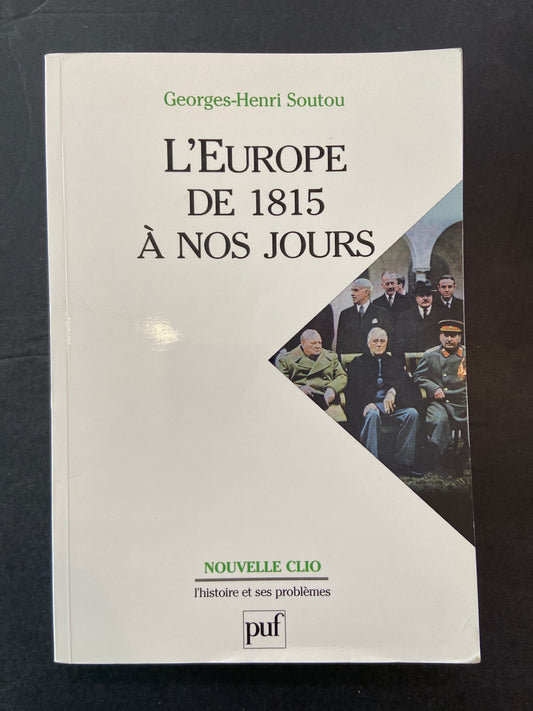 Georges-Henri Soutou
L'EUROPE
DE 1815
À NOS JOURS
NOUVELLE CLIO
l'histoire et ses problèmes
puf